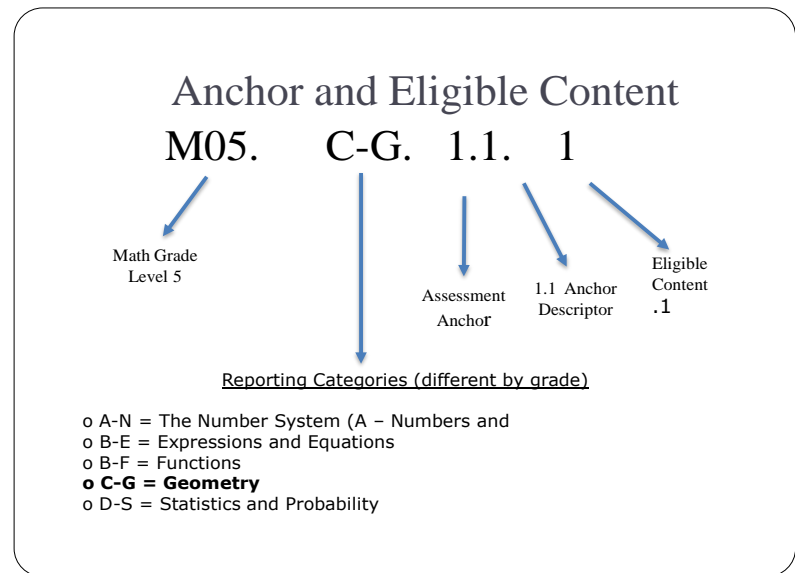 Anchor and Eligible Content
M05. C-G. 1.1. 1
Math Grade
Level 5
Assessment
Anchor
1.1 Anchor
Descriptor
Eligible
Content
.1
Reporting Categories (different by grade)
o A-N = The Number System (A – Numbers and
o B-E = Expressions and Equations
o B-F = Functions
o C-G = Geometry
o D-S = Statistics and Probability